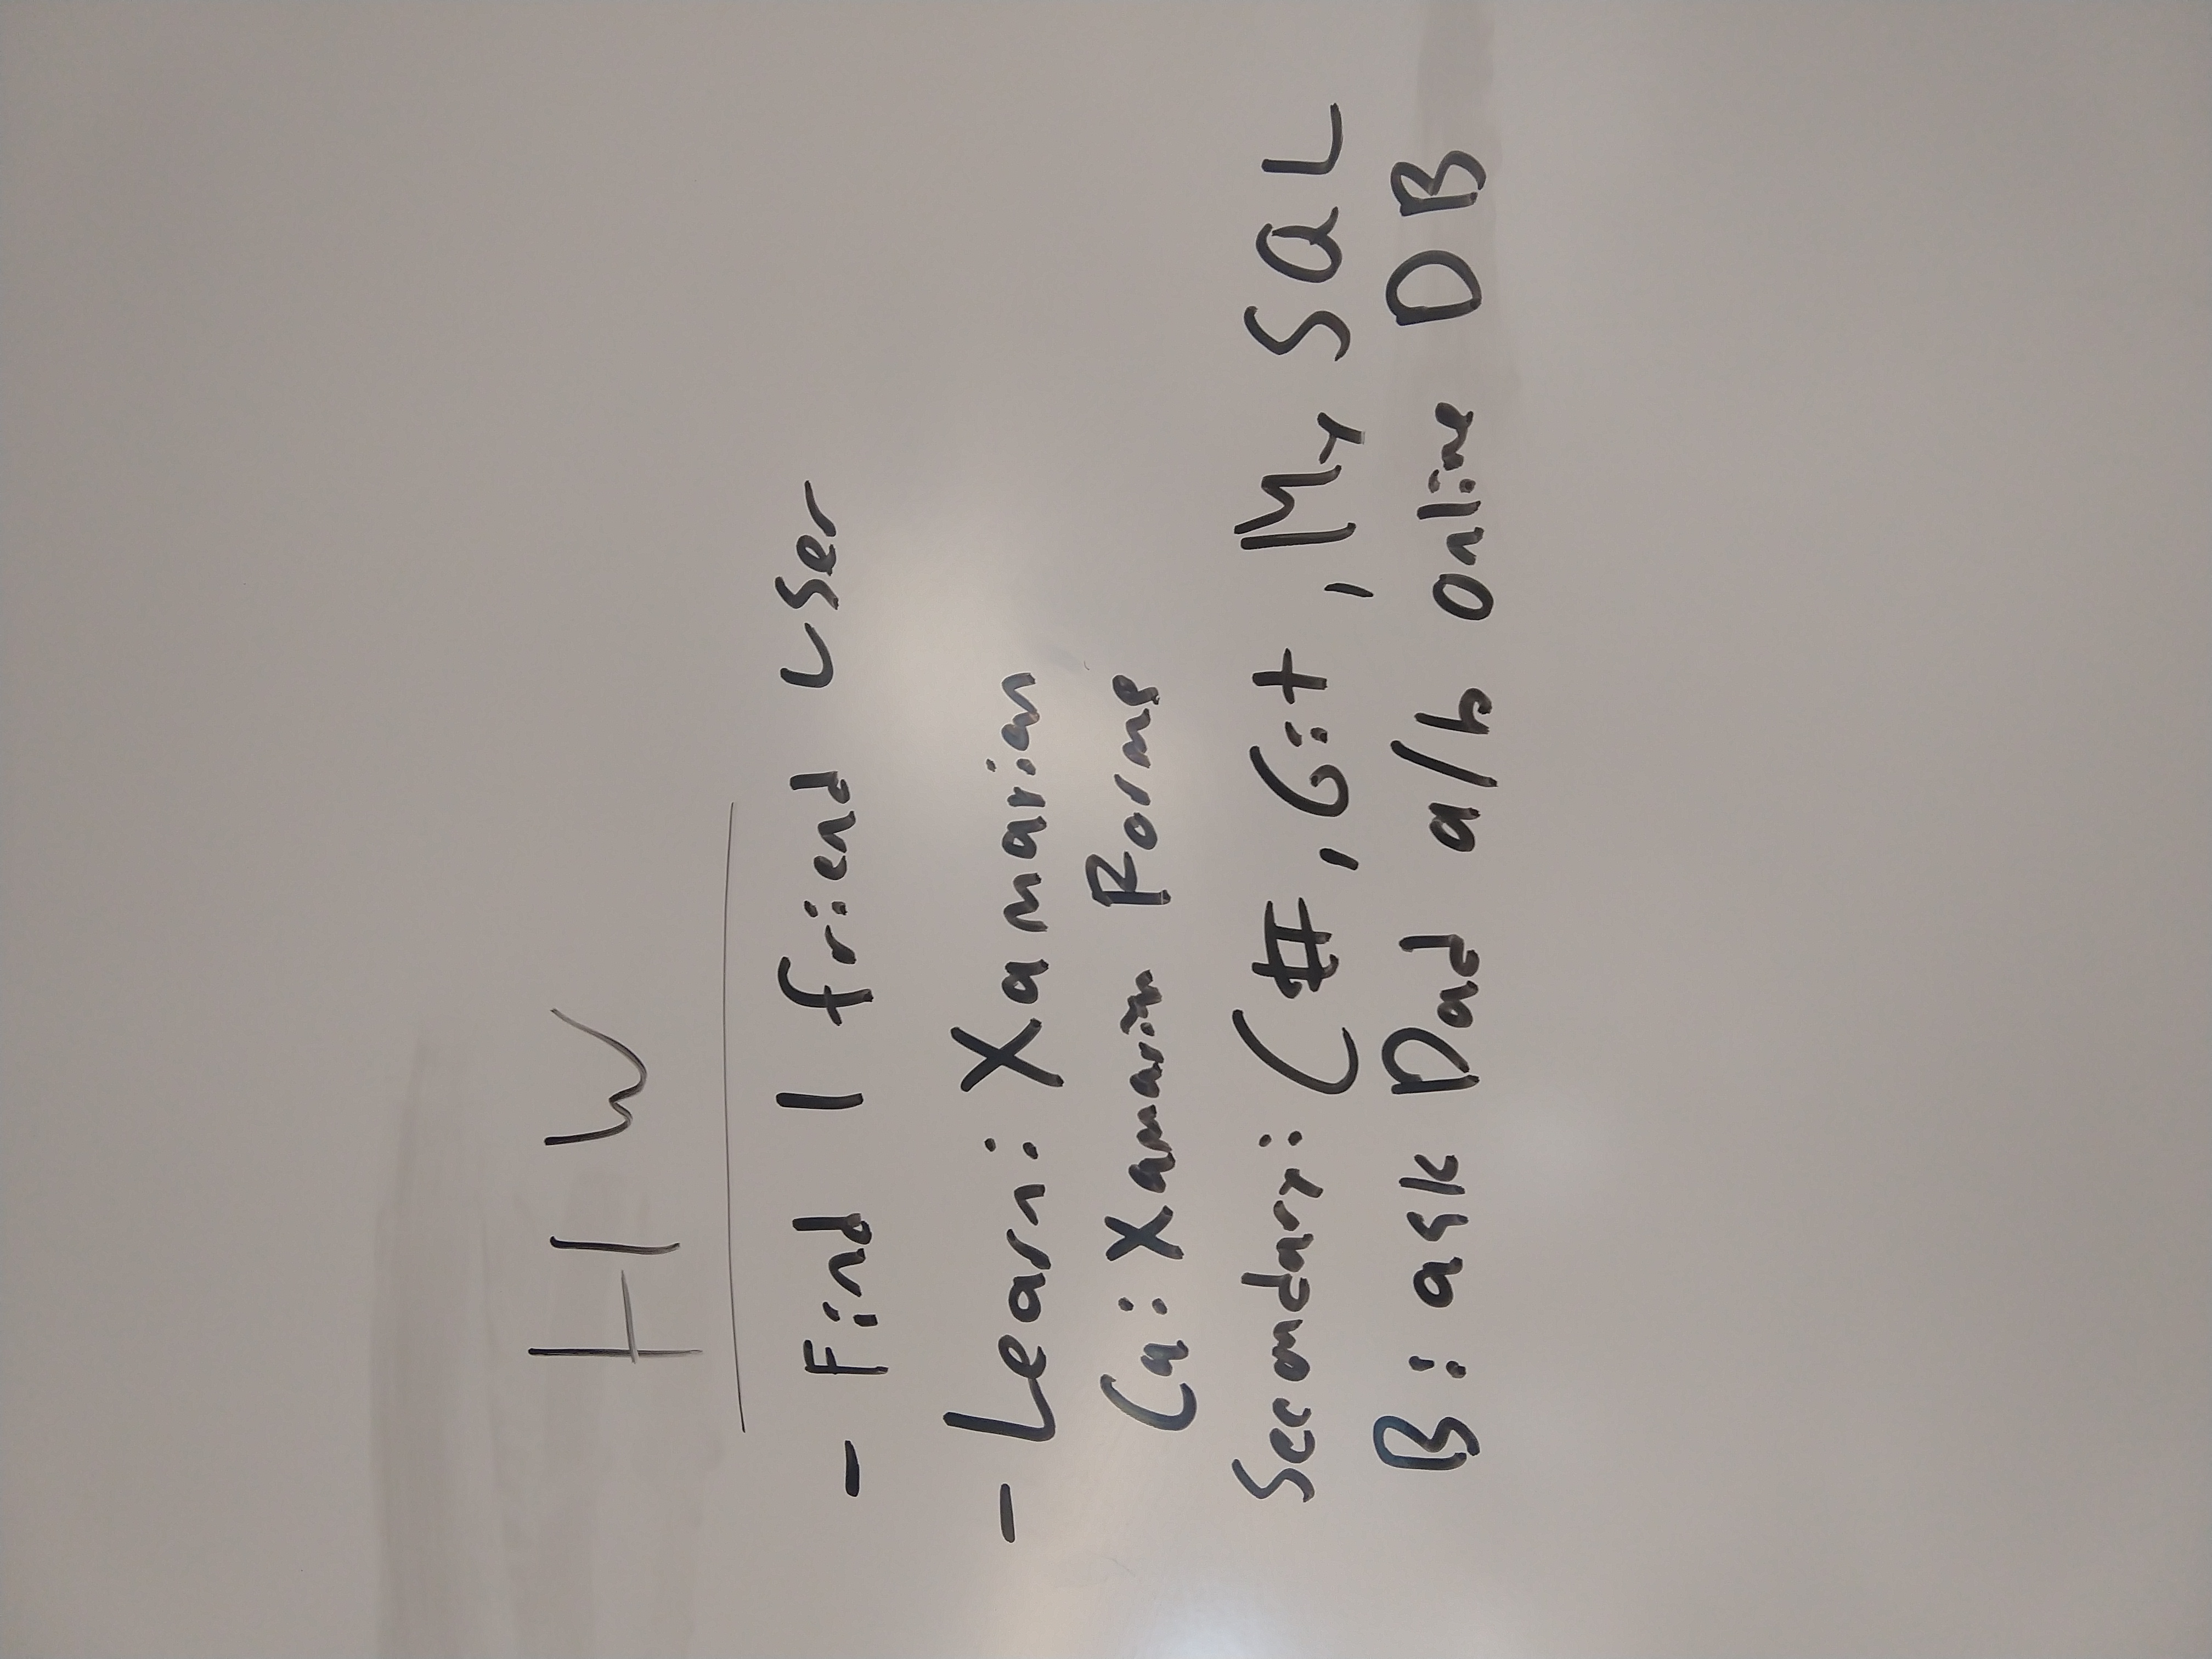 HW
- Find 1 friend user
- Learn: Xamarian
Ca: Xamarin Forms
Secondary: C#, Git, My SQL
B: ask Dad a/b online DB